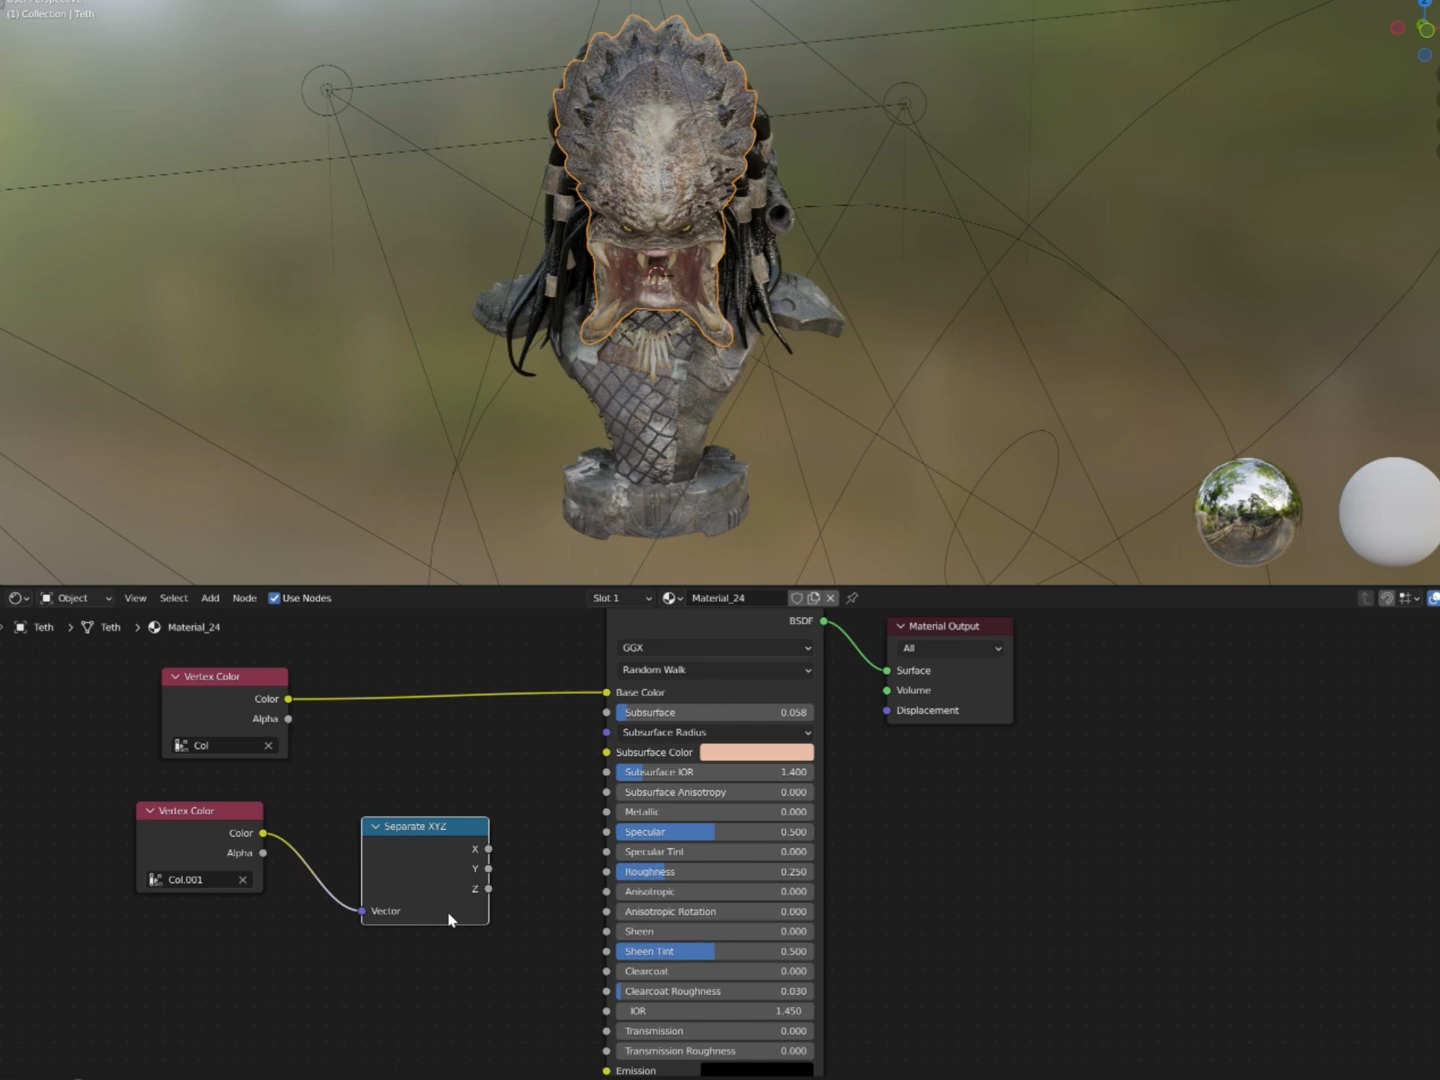 User Perspective
(1) Collection | Teth
Z
Object
View
Select
Add
Node
Use Nodes
Slot 1
Material_24
Teth
Teth
Material_24
Vertex Color
Color
Alpha
Col
Vertex Color
Color
Alpha
Col.001
Separate XYZ
X
Y
Z
Vector
BSDF
GGX
Random Walk
Base Color
Subsurface 0.058
Subsurface Radius
Subsurface Color
Subsurface IOR 1.400
Subsurface Anisotropy 0.000
Metallic 0.000
Specular 0.500
Specular Tint 0.000
Roughness 0.250
Anisotropic 0.000
Anisotropic Rotation 0.000
Sheen 0.000
Sheen Tint 0.500
Clearcoat 0.000
Clearcoat Roughness 0.030
IOR 1.450
Transmission 0.000
Transmission Roughness 0.000
Emission
Material Output
All
Surface
Volume
Displacement